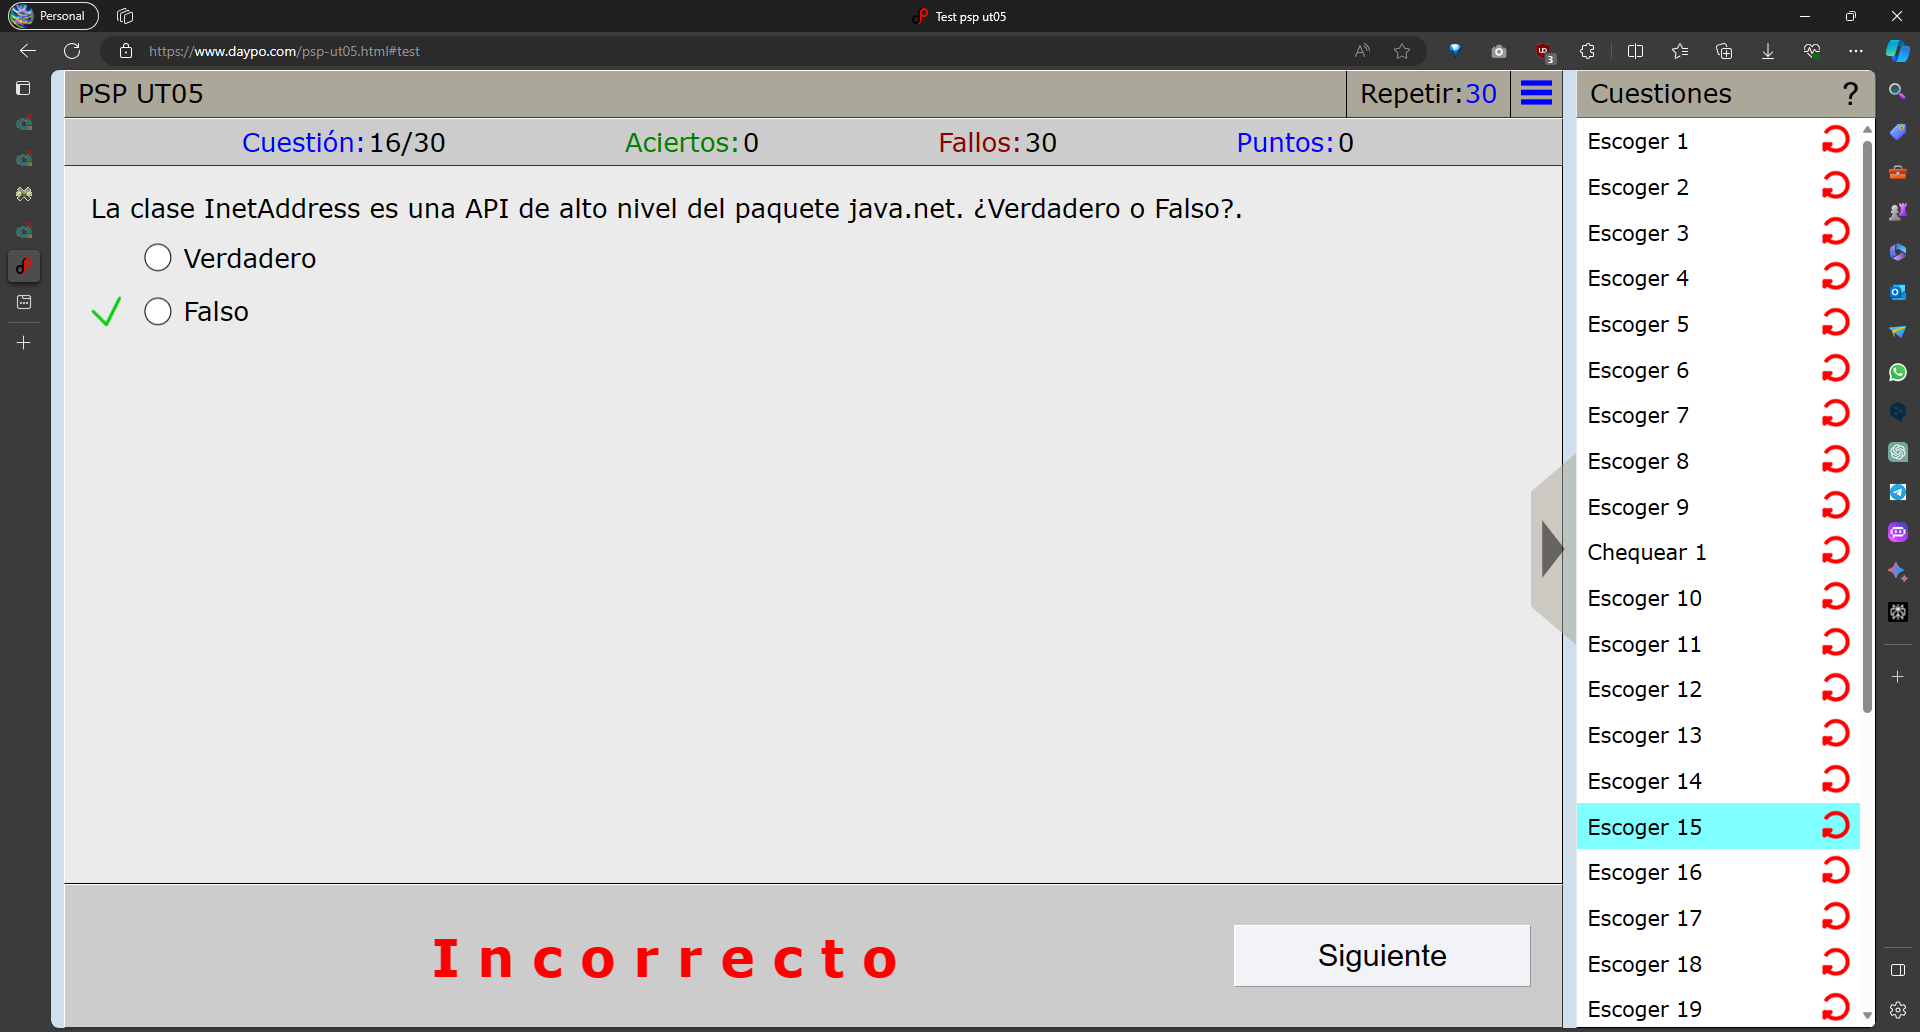 Personal
Test psp ut05
https://www.daypo.com/psp-ut05.html#test
3
PSP UT05
Repetir:30
Cuestión:16/30
Aciertos:0
Fallos:30
Puntos:0
La clase InetAddress es una API de alto nivel del paquete java.net. ¿Verdadero o Falso?.
Verdadero
Falso
Incorrecto
Siguiente
Cuestiones
?
Escoger 1
Escoger 2
Escoger 3
Escoger 4
Escoger 5
Escoger 6
Escoger 7
Escoger 8
Escoger 9
Chequear 1
Escoger 10
Escoger 11
Escoger 12
Escoger 13
Escoger 14
Escoger 15
Escoger 16
Escoger 17
Escoger 18
Escoger 19